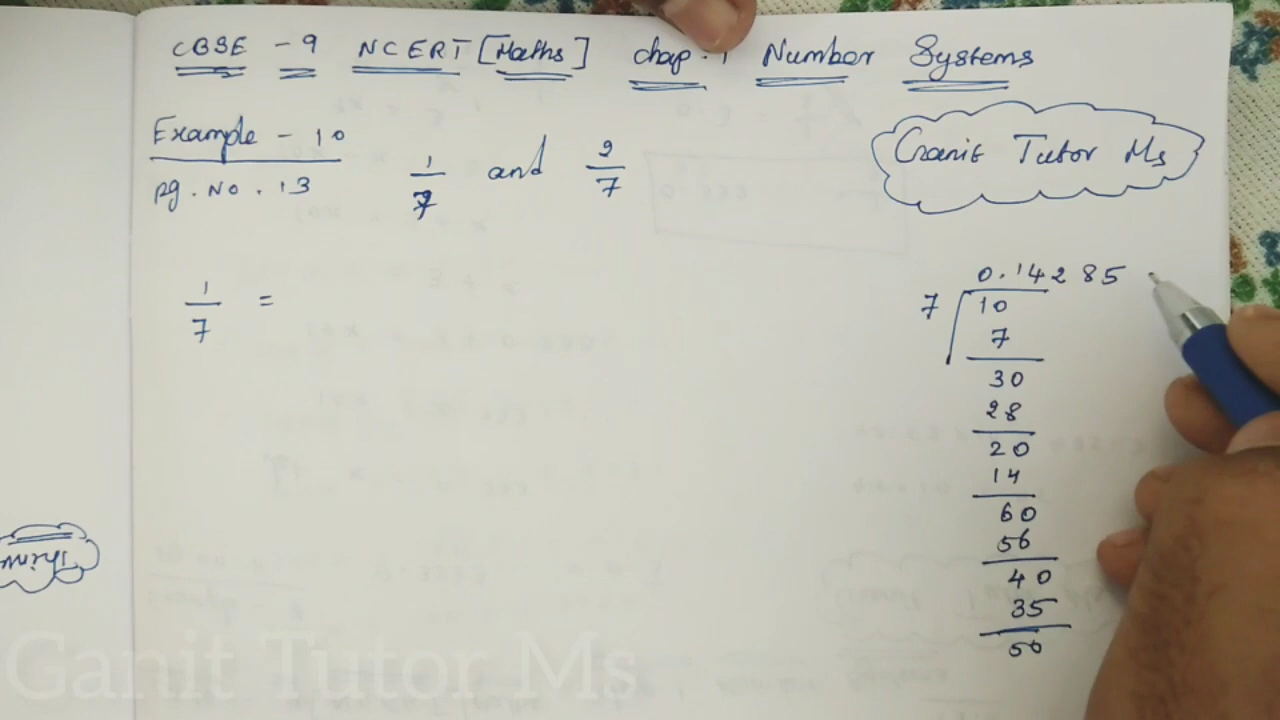 CBSE - 9 NCERT [Maths] chap. 1 Number Systems
Example - 10
pg. No. 13
1/7 and 2/7
Ganit Tutor Ms
1/7 =
0.14285
7
10
7
30
28
20
14
60
56
40
35
50
Ganit Tutor Ms